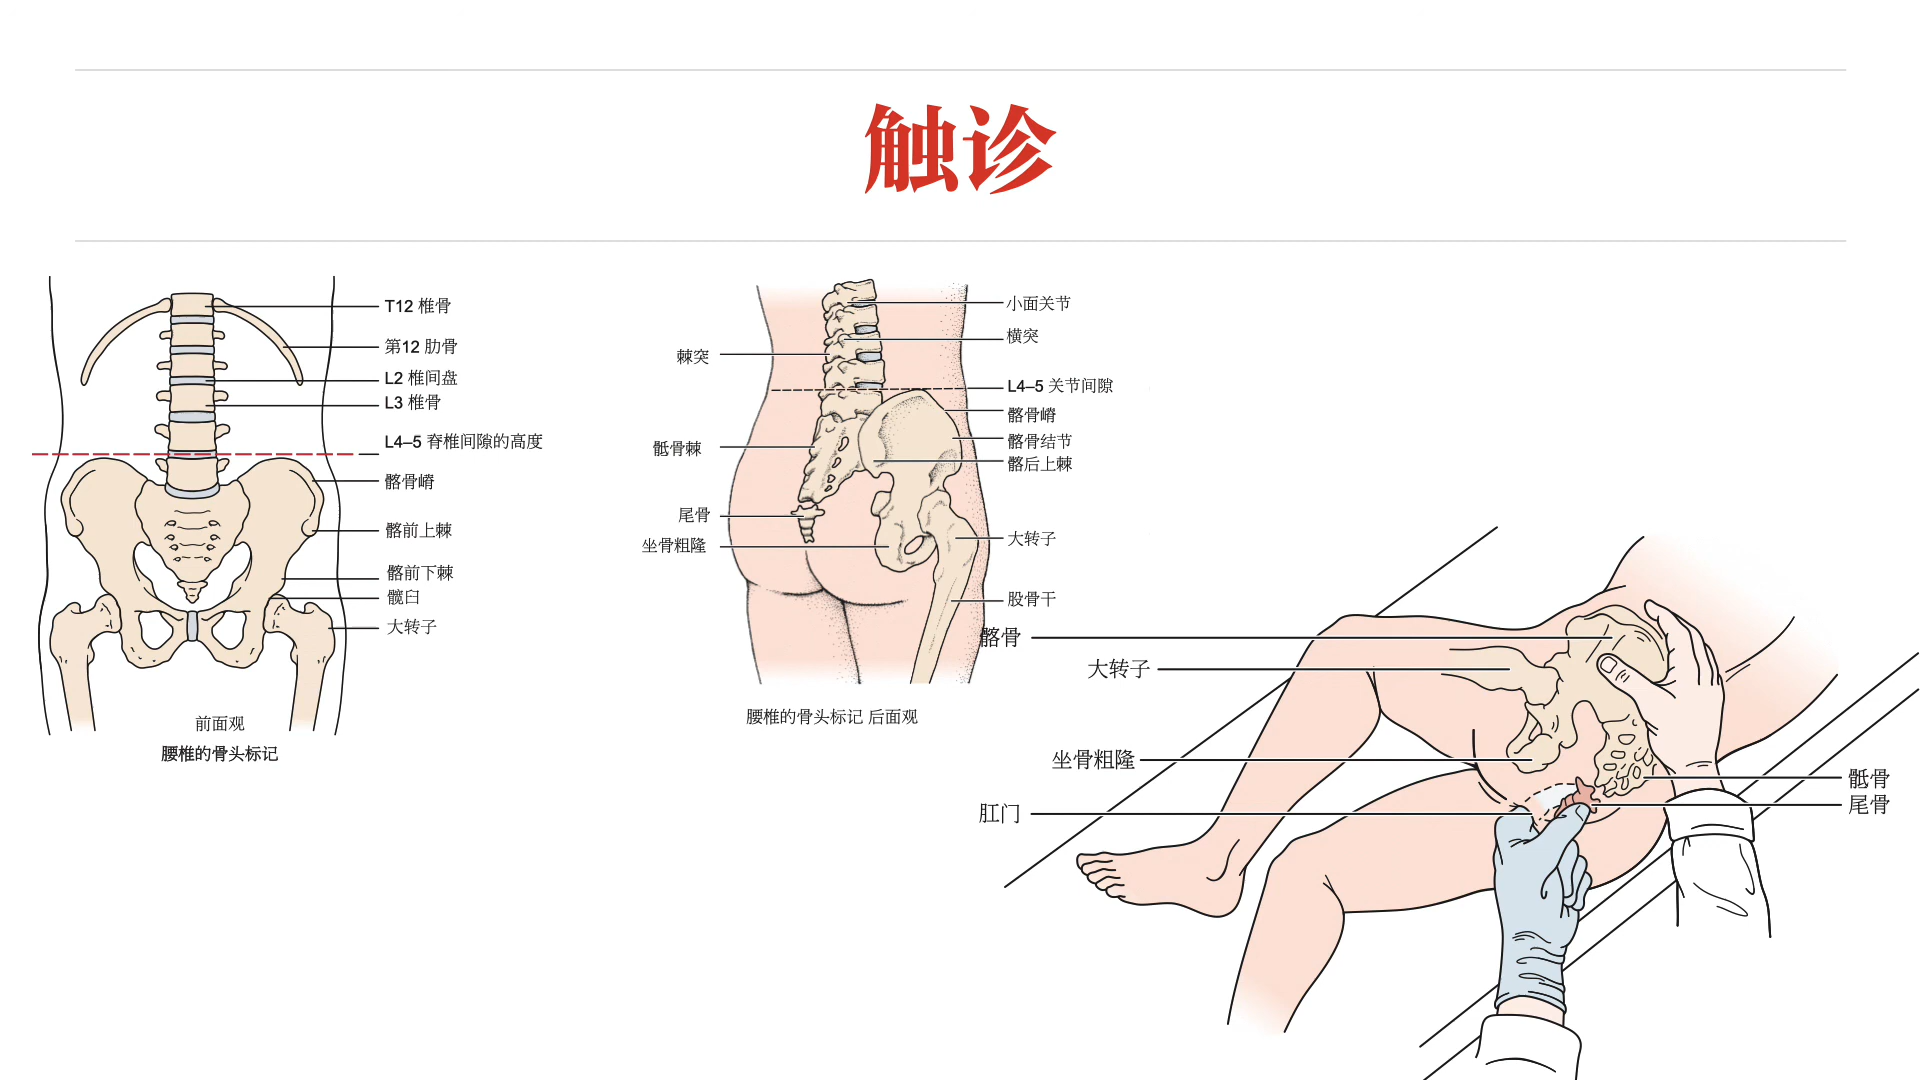 触诊
T12 椎骨
第12 肋骨
L2 椎间盘
L3 椎骨
L4–5 脊椎间隙的高度
髂骨嵴
髂前上棘
髂前下棘
髋臼
大转子
前面观
腰椎的骨头标记
棘突
骶骨棘
尾骨
坐骨粗隆
小面关节
横突
L4–5 关节间隙
髂骨嵴
髂骨结节
髂后上棘
大转子
股骨干
腰椎的骨头标记 后面观
髂骨
大转子
坐骨粗隆
肛门
骶骨
尾骨